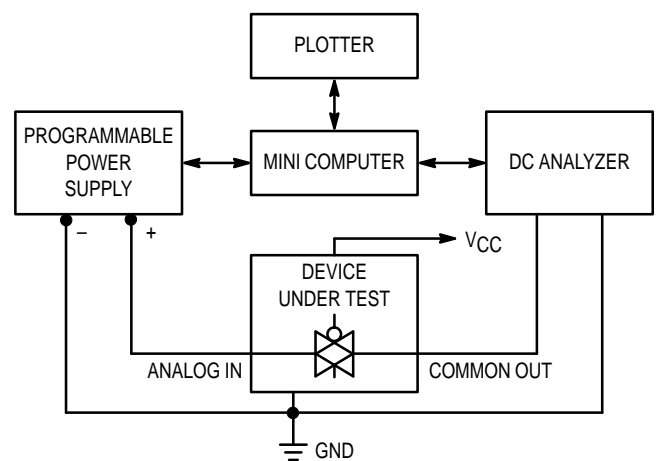 PLOTTER
PROGRAMMABLE
POWER
SUPPLY
MINI COMPUTER
DC ANALYZER
– +
VCC
DEVICE
UNDER TEST
ANALOG IN
COMMON OUT
GND